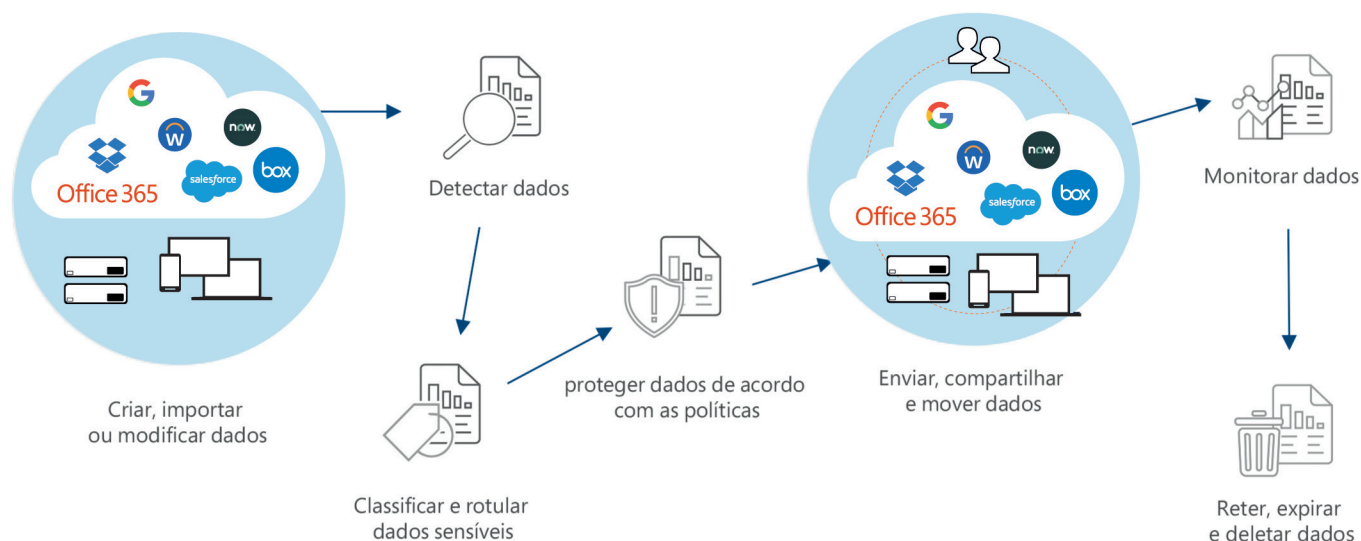 G
W
now.
Office 365
salesforce
box
Criar, importar
ou modificar dados
Detectar dados
Classificar e rotular
dados sensíveis
proteger dados de acordo
com as políticas
G
W
now.
Office 365
salesforce
box
Enviar, compartilhar
e mover dados
Monitorar dados
Reter, expirar
e deletar dados